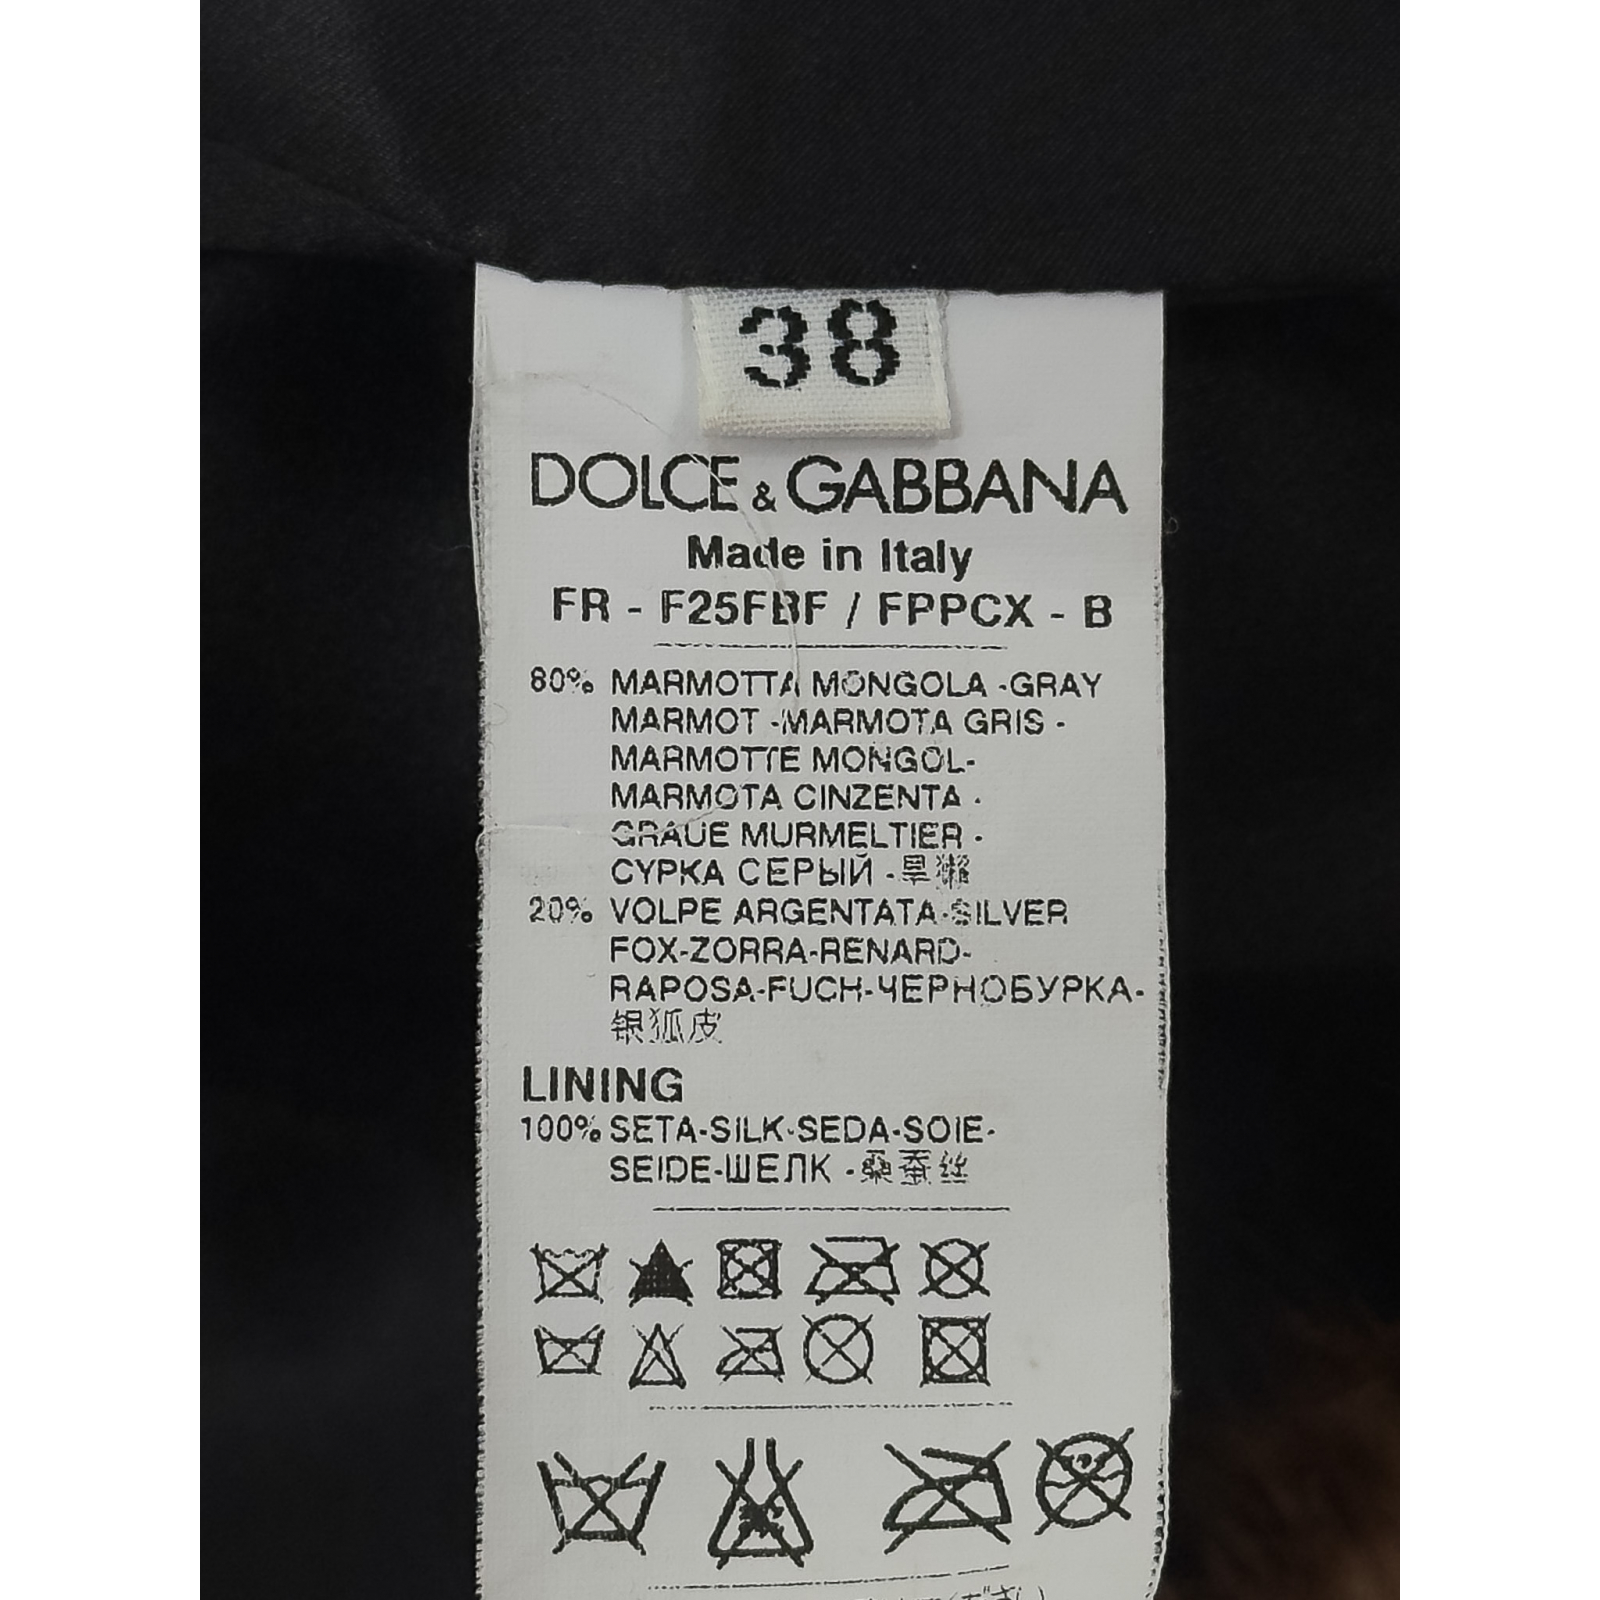 38
DOLCE & GABBANA
Made in Italy
FR - F25FBF / FPPCX - B
80% MARMOTTA MONGOLA -GRAY
MARMOT -MARMOTA GRIS -
MARMOTTE MONGOL-
MARMOTA CINZENTA -
GRAUE MURMELTIER -
СУРКА СЕРЫЙ -旱獭
20% VOLPE ARGENTATA-SILVER
FOX-ZORRA-RENARD-
RAPOSA-FUCH-ЧЕРНОБУРКА-
银狐皮
LINING
100% SETA-SILK-SEDA-SOIE-
SEIDE-ШЕЛК -桑蚕丝